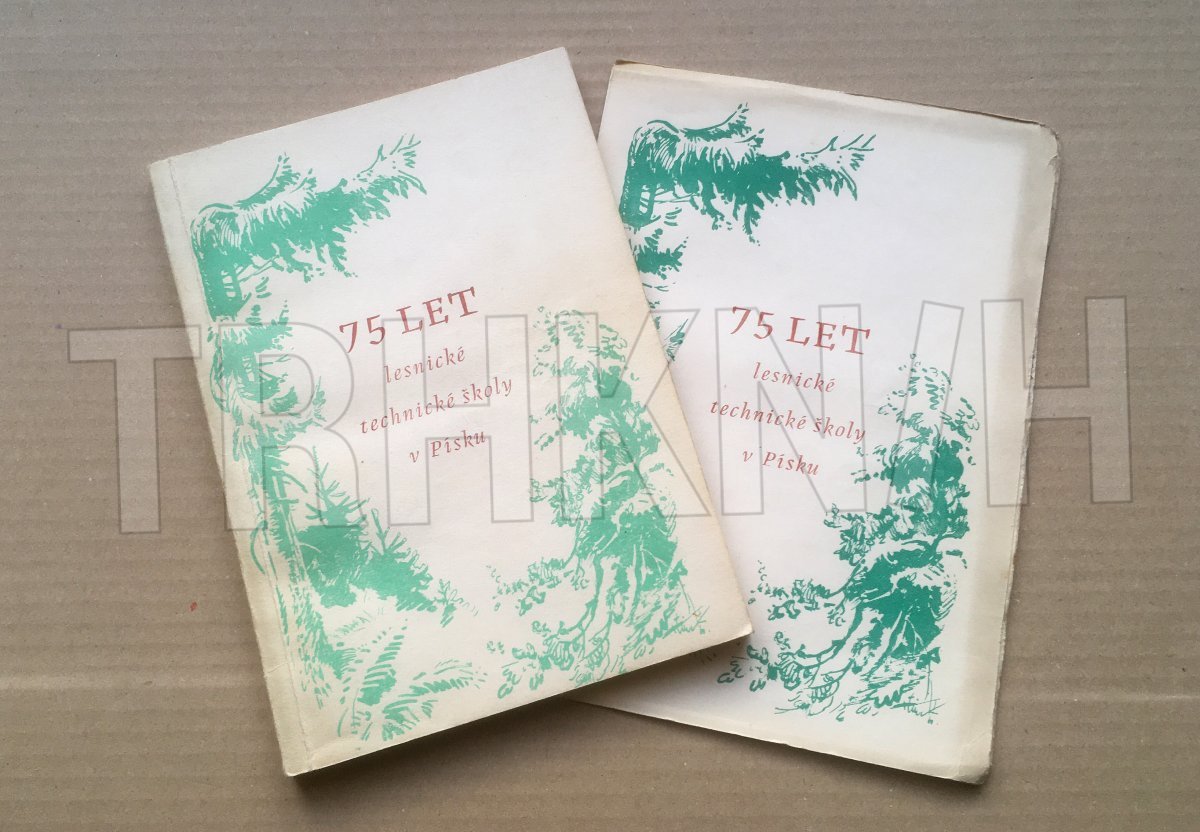 75 LET
lesnické
technické školy
v Písku
75 LET
lesnické
technické školy
v Písku
TRHKNIH